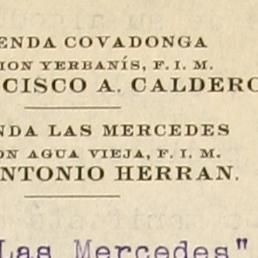 ENDA COVADONGA
ION YERBANÍS, F. I. M.
CISCO A. CALDERO
NDA LAS MERCEDES
ON AGUA VIEJA, F. I. M.
NTONIO HERRAN.
Las Mercedes"